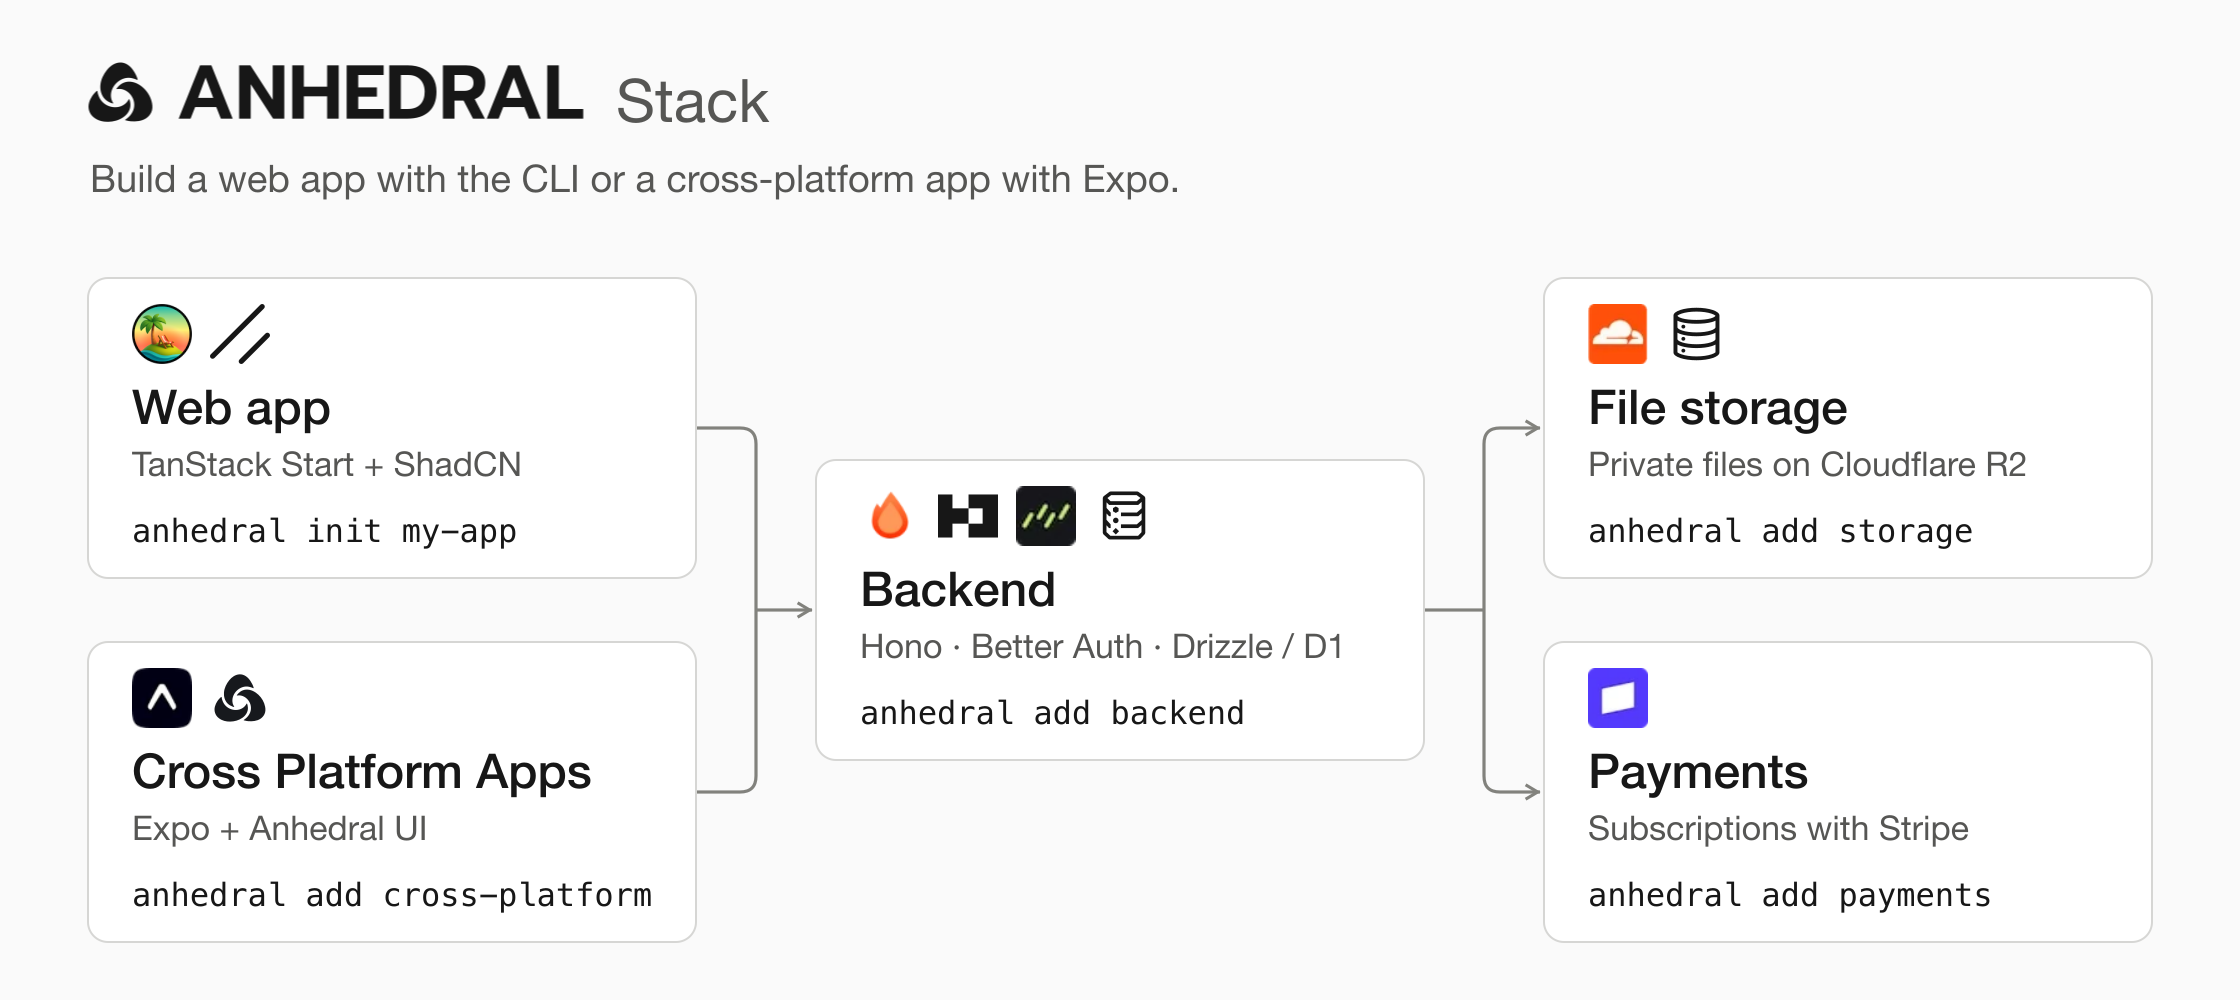 ANHEDRAL Stack
Build a web app with the CLI or a cross-platform app with Expo.
Web app
TanStack Start + ShadCN
anhedral init my-app
Cross Platform Apps
Expo + Anhedral UI
anhedral add cross-platform
Backend
Hono · Better Auth · Drizzle / D1
anhedral add backend
File storage
Private files on Cloudflare R2
anhedral add storage
Payments
Subscriptions with Stripe
anhedral add payments